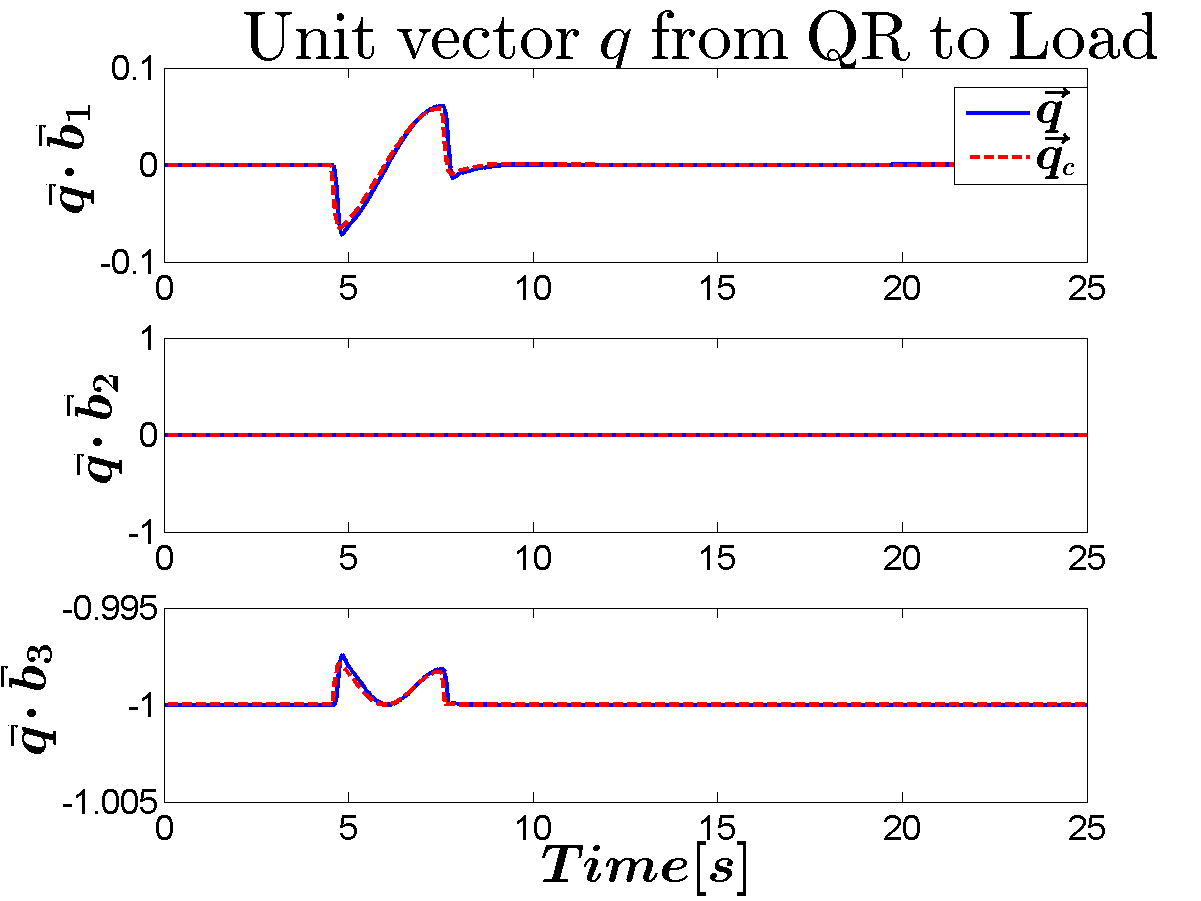 Unit vector q from QR to Load
0.1
0
-0.1
q̄ · b̄₁
q⃗
q⃗c
0 5 10 15 20 25
1
0
-1
q̄ · b̄₂
0 5 10 15 20 25
-0.995
-1
-1.005
q̄ · b̄₃
0 5 10 15 20 25
Time[s]